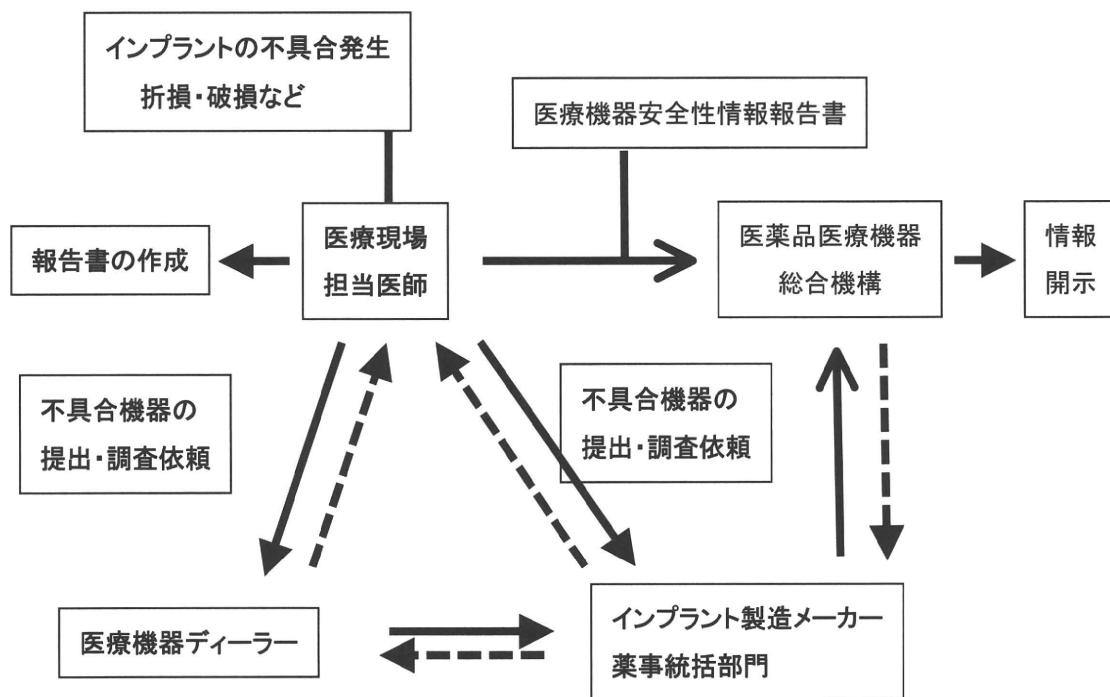 インプラントの不具合発生
折損・破損など
医療機器安全性情報報告書
報告書の作成
医療現場
担当医師
医薬品医療機器
総合機構
情報
開示
不具合機器の
提出・調査依頼
不具合機器の
提出・調査依頼
医療機器ディーラー
インプラント製造メーカー
薬事統括部門